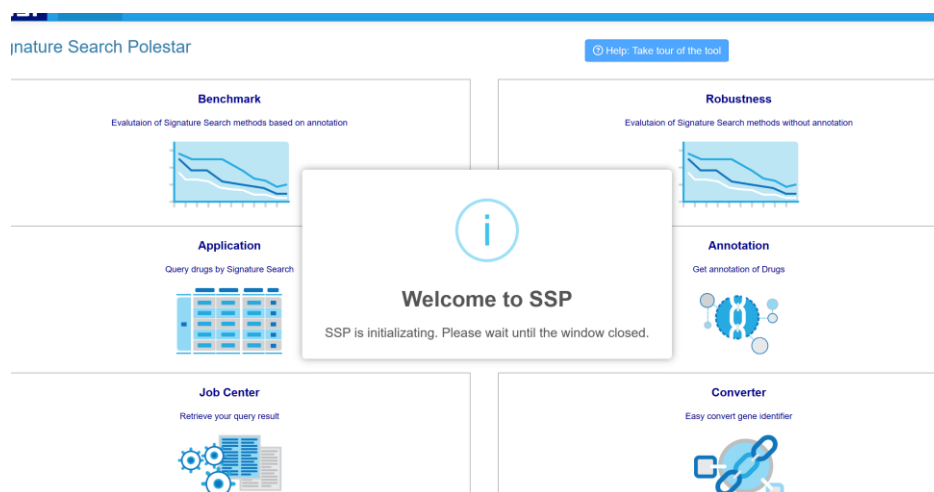 gnature Search Polestar
Help: Take tour of the tool
Benchmark
Evalutaion of Signature Search methods based on annotation
Robustness
Evalutaion of Signature Search methods without annotation
i
Welcome to SSP
SSP is initializating. Please wait until the window closed.
Application
Query drugs by Signature Search
Annotation
Get annotation of Drugs
Job Center
Retrieve your query result
Converter
Easy convert gene identifier